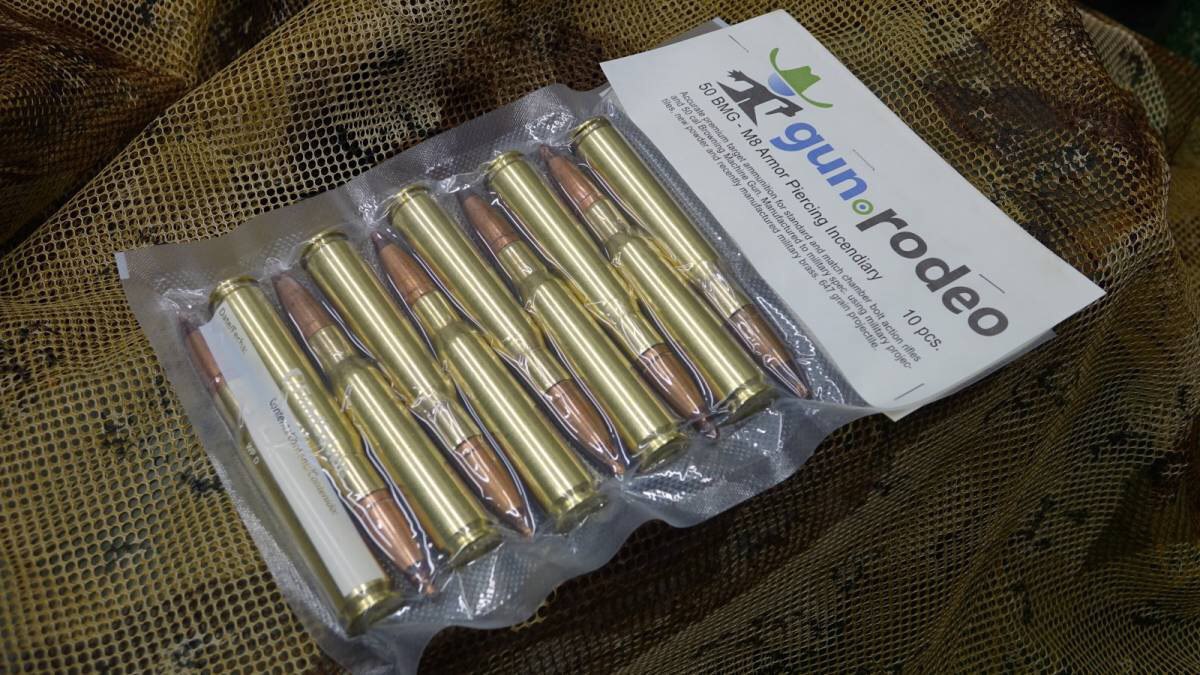 gun.rodeo
50 BMG - M8 Armor Piercing Incendiary 10 pcs.
Accurate premium target ammunition for standard and match chamber bolt action rifles
and 50 cal Browning Machine Gun. Manufactured to military spec. using military projec-
tiles, new powder and recently manufactured military brass. 647 grain projectile.